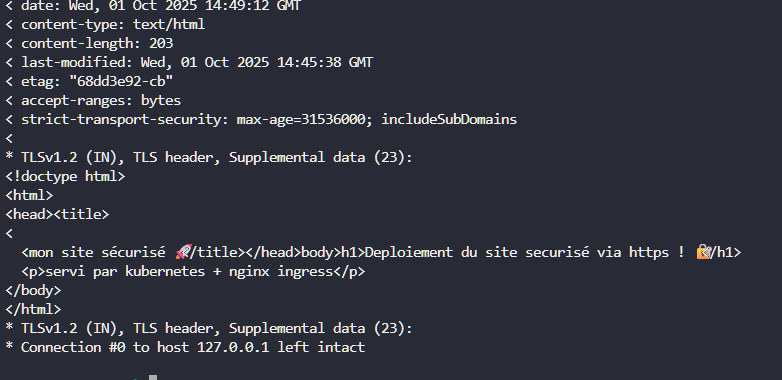 < date: Wed, 01 Oct 2025 14:49:12 GMT
< content-type: text/html
< content-length: 203
< last-modified: Wed, 01 Oct 2025 14:45:38 GMT
< etag: "68dd3e92-cb"
< accept-ranges: bytes
< strict-transport-security: max-age=31536000; includeSubDomains
<
* TLSv1.2 (IN), TLS header, Supplemental data (23):
<!doctype html>
<html>
<head><title>
<
  <mon site sécurisé 🚀/title></head>body>h1>Deploiement du site securisé via https ! 🔐/h1>
  <p>servi par kubernetes + nginx ingress</p>
</body>
</html>
* TLSv1.2 (IN), TLS header, Supplemental data (23):
* Connection #0 to host 127.0.0.1 left intact